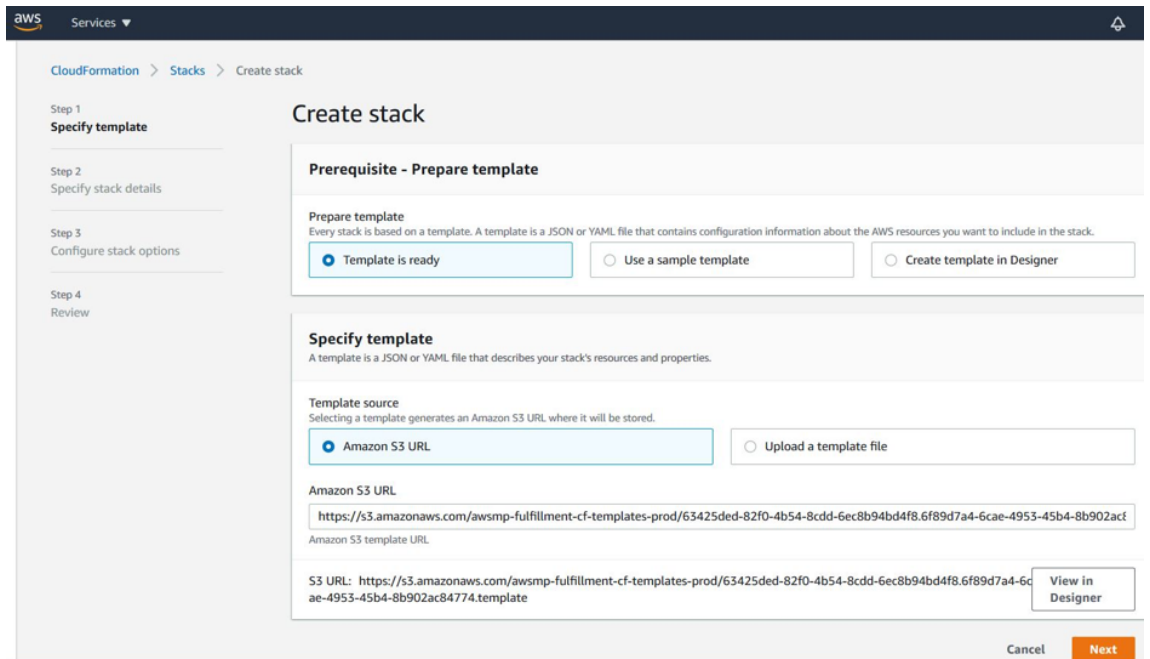 aws Services ▼
CloudFormation > Stacks > Create stack
Step 1
Specify template
Step 2
Specify stack details
Step 3
Configure stack options
Step 4
Review
Create stack
Prerequisite - Prepare template
Prepare template
Every stack is based on a template. A template is a JSON or YAML file that contains configuration information about the AWS resources you want to include in the stack.
Template is ready
Use a sample template
Create template in Designer
Specify template
A template is a JSON or YAML file that describes your stack's resources and properties.
Template source
Selecting a template generates an Amazon S3 URL where it will be stored.
Amazon S3 URL
Upload a template file
Amazon S3 URL
https://s3.amazonaws.com/awsmp-fulfillment-cf-templates-prod/63425ded-82f0-4b54-8cdd-6ec8b94bd4f8.6f89d7a4-6cae-4953-45b4-8b902ac8
Amazon S3 template URL
S3 URL: https://s3.amazonaws.com/awsmp-fulfillment-cf-templates-prod/63425ded-82f0-4b54-8cdd-6ec8b94bd4f8.6f89d7a4-6c
ae-4953-45b4-8b902ac84774.template
View in
Designer
Cancel
Next